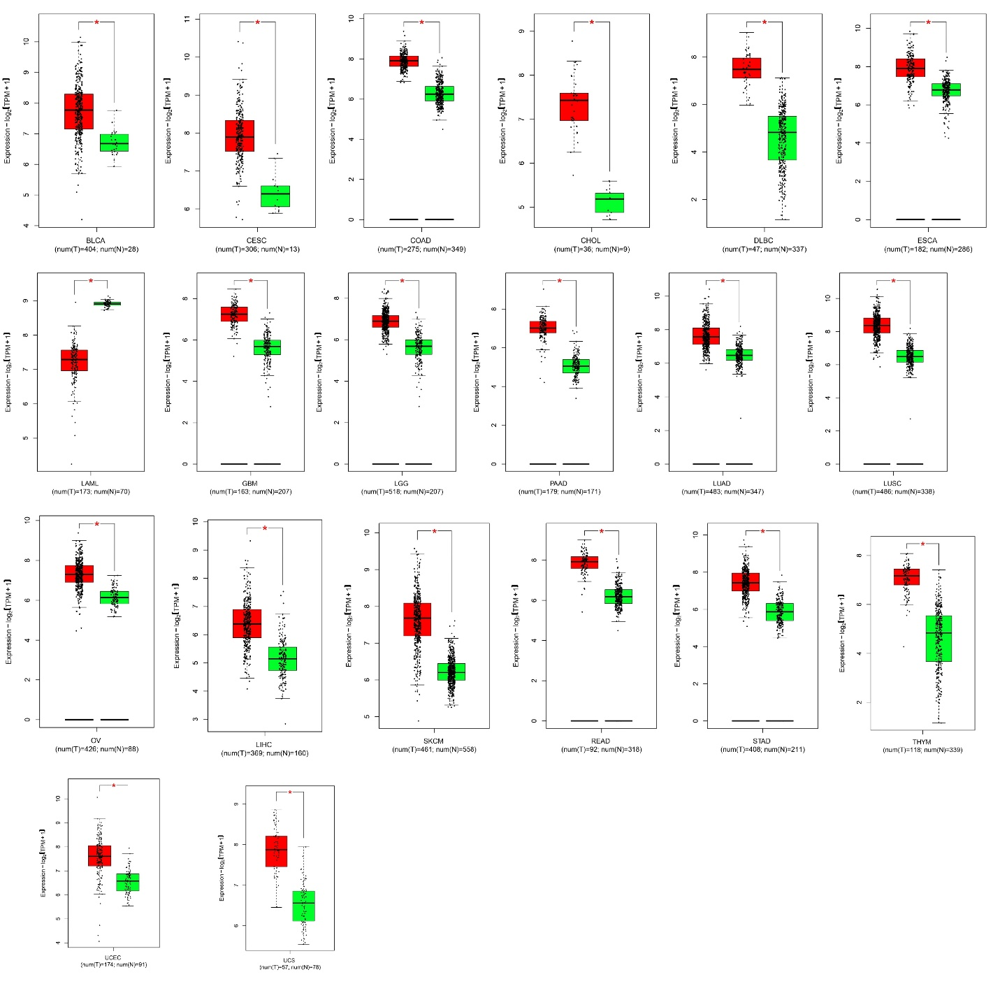 *
*
*
*
*
*
Expression − log₂(TPM + 1)
10
9
8
7
6
5
4
BLCA
(num(T)=404; num(N)=28)
Expression − log₂(TPM + 1)
11
10
9
8
7
6
CESC
(num(T)=306; num(N)=13)
Expression − log₂(TPM + 1)
10
8
6
4
2
0
COAD
(num(T)=275; num(N)=349)
Expression − log₂(TPM + 1)
9
8
7
6
5
CHOL
(num(T)=36; num(N)=9)
Expression − log₂(TPM + 1)
8
6
4
2
DLBC
(num(T)=47; num(N)=337)
Expression − log₂(TPM + 1)
10
8
6
4
2
0
ESCA
(num(T)=182; num(N)=286)
*
*
*
*
*
*
Expression − log₂(TPM + 1)
9
8
7
6
5
LAML
(num(T)=173; num(N)=70)
Expression − log₂(TPM + 1)
8
6
4
2
0
GBM
(num(T)=163; num(N)=207)
Expression − log₂(TPM + 1)
8
6
4
2
0
LGG
(num(T)=518; num(N)=207)
Expression − log₂(TPM + 1)
8
6
4
2
0
PAAD
(num(T)=179; num(N)=171)
Expression − log₂(TPM + 1)
10
8
6
4
2
0
LUAD
(num(T)=483; num(N)=347)
Expression − log₂(TPM + 1)
10
8
6
4
2
0
LUSC
(num(T)=486; num(N)=338)
*
*
*
*
*
*
Expression − log₂(TPM + 1)
10
8
6
4
2
0
OV
(num(T)=426; num(N)=88)
Expression − log₂(TPM + 1)
10
9
8
7
6
5
4
3
LIHC
(num(T)=369; num(N)=160)
Expression − log₂(TPM + 1)
10
9
8
7
6
5
SKCM
(num(T)=461; num(N)=558)
Expression − log₂(TPM + 1)
8
6
4
2
0
READ
(num(T)=92; num(N)=318)
Expression − log₂(TPM + 1)
10
8
6
4
2
0
STAD
(num(T)=408; num(N)=211)
Expression − log₂(TPM + 1)
8
6
4
2
THYM
(num(T)=118; num(N)=339)
*
*
Expression − log₂(TPM + 1)
10
9
8
7
6
5
4
UCEC
(num(T)=174; num(N)=91)
Expression − log₂(TPM + 1)
9
8
7
6
UCS
(num(T)=57; num(N)=78)